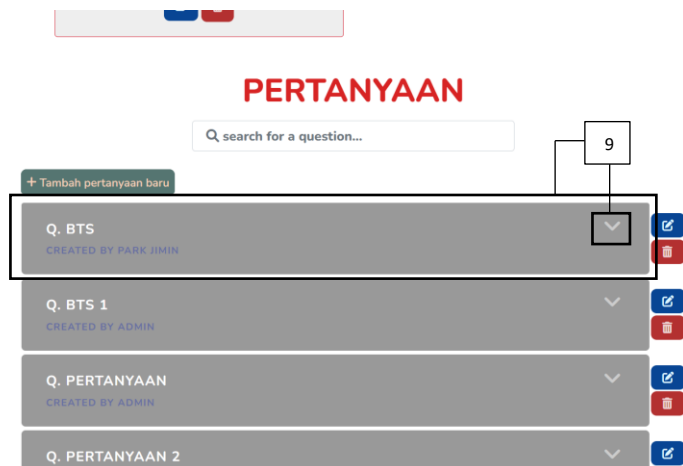 PERTANYAAN
search for a question...
9
+ Tambah pertanyaan baru
Q. BTS
CREATED BY PARK JIMIN
Q. BTS 1
CREATED BY ADMIN
Q. PERTANYAAN
CREATED BY ADMIN
Q. PERTANYAAN 2